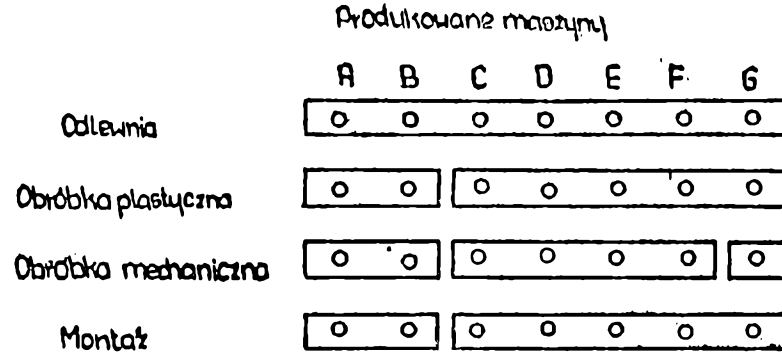 Produkowane maszyny
A B C D E F G
Odlewnia
Obróbka plastyczna
Obróbka mechaniczna
Montaż